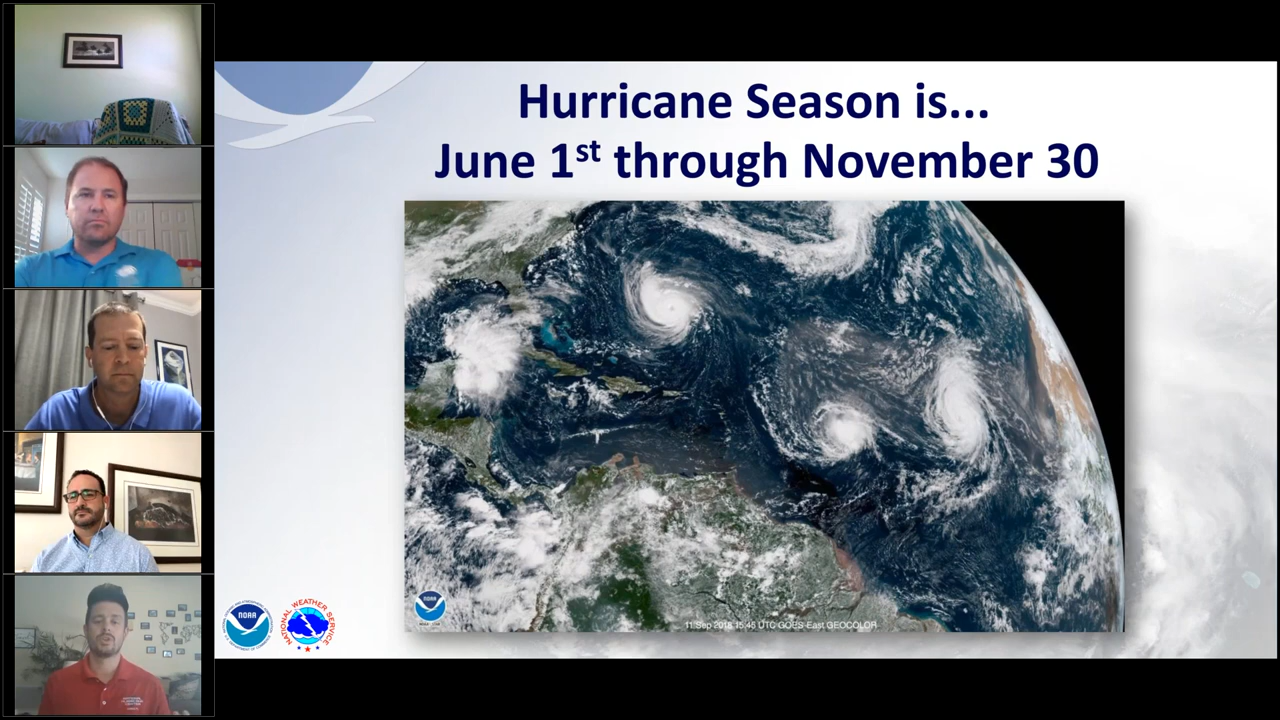 Hurricane Season is...
June 1st through November 30
NOAA
11 Sep 2018 15:45 UTC GOES-East GEOCOLOR
NOAA
NATIONAL WEATHER SERVICE